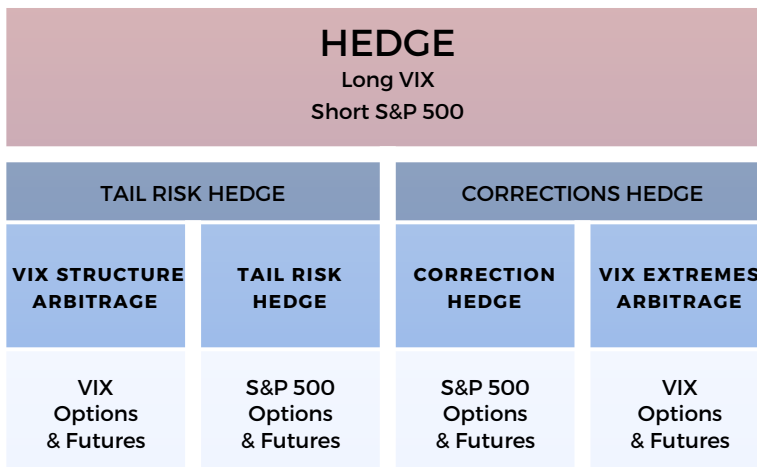 HEDGE
Long VIX
Short S&P 500
TAIL RISK HEDGE
CORRECTIONS HEDGE
VIX STRUCTURE
ARBITRAGE
TAIL RISK
HEDGE
CORRECTION
HEDGE
VIX EXTREMES
ARBITRAGE
VIX
Options
& Futures
S&P 500
Options
& Futures
S&P 500
Options
& Futures
VIX
Options
& Futures